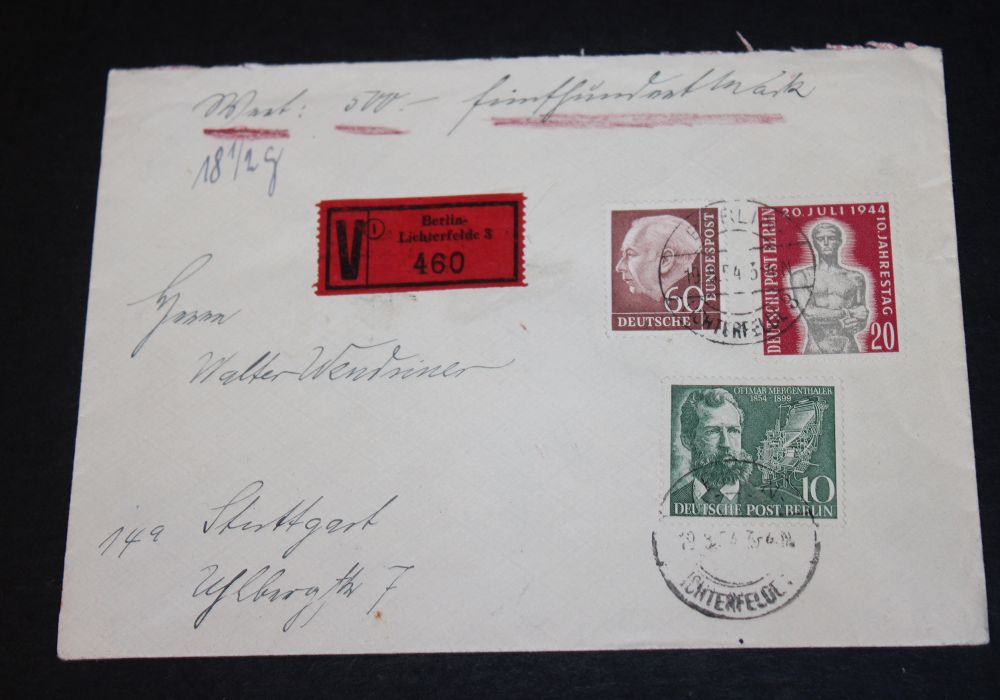 Wert: 500.– fünfhundert Mark
18 1/2 g
V
Berlin-
Lichterfelde 3
460
60
DEUTSCHE
BUNDESPOST
20. JULI 1944
10. JAHRESTAG
DEUTSCHE POST BERLIN
20
OTTMAR MERGENTHALER
1854 - 1899
10
DEUTSCHE POST BERLIN
LICHTERFELDE
Herrn
Walter Wendriner
14a Stuttgart
Uhlbergstr 7